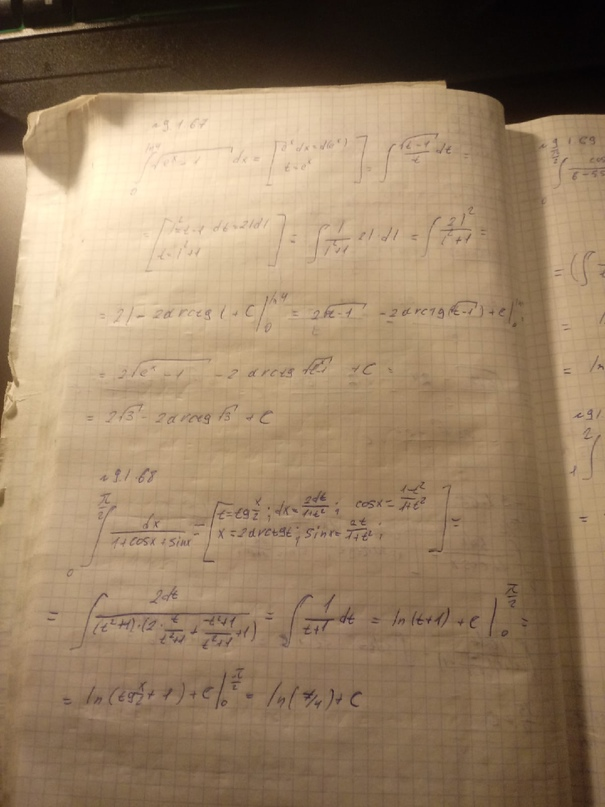 №9.1.67
∫₀^{ln4} √(eˣ-1) dx = [eˣdx=d(eˣ) t=eˣ] = ∫ √(t-1)/t dt =
= [l²=t-1 dt=2ldl t=l²+1] = ∫ 1/(l²+1) 2l·dl = ∫ 2l²/(l²+1) =
= 2l - 2arctg l + C |₀^{ln4} = 2√(t-1) - 2arctg(√(t-1)) + C |₀
= 2√(eˣ-1) - 2 arctg √(eˣ-1) + C =
= 2√3 - 2arctg√3 + C
№9.1.68
∫₀^{π/2} dx/(1+cosx+sinx) = [t=tg x/2; dx=2dt/(1+t²); cosx=(1-t²)/(1+t²) x=2arctgt; sinx=2t/(1+t²);] =
= ∫ 2dt/((t²+1)·(2·t/(t²+1) + (-t²+1)/(t²+1) + 1)) = ∫ 1/(t+1) dt = ln(t+1) + C |₀^{π/2} =
= ln(tg x/2 + 1) + C |₀^{π/2} = ln(π/4) + C
№9.1.69